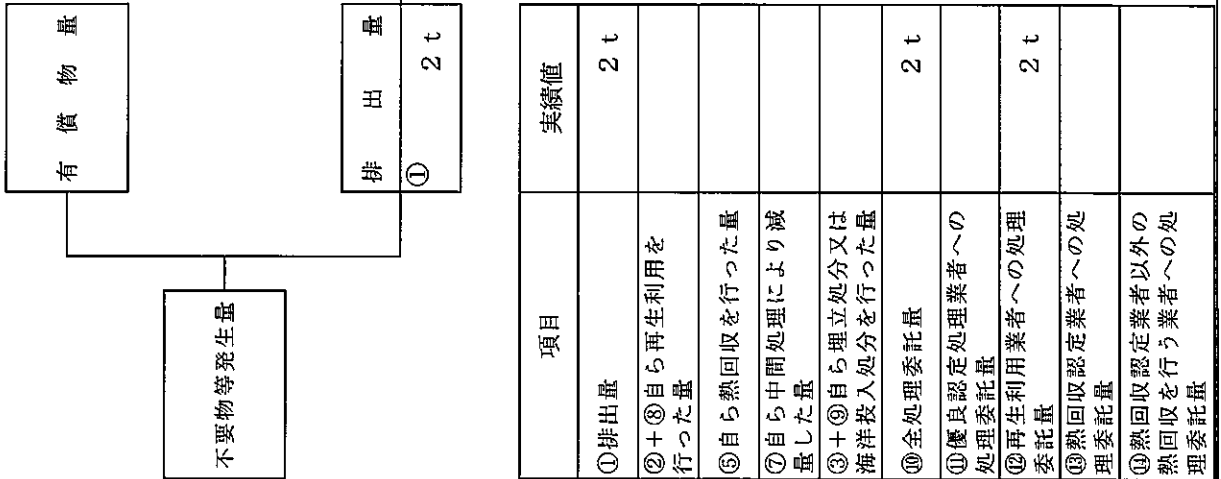 有償物量
不要物等発生量
排出量
① 2t
項目 実績値
①排出量 2t
②+⑧自ら再生利用を
行った量
⑤自ら熱回収を行った量
⑦自ら中間処理により減
量した量
③+⑨自ら埋立処分又は
海洋投入処分を行った量
⑩全処理委託量 2t
⑪優良認定処理業者への
処理委託量
⑫再生利用業者への処理
委託量 2t
⑬熱回収認定業者への処
理委託量
⑭熱回収認定業者以外の
熱回収を行う業者への処
理委託量